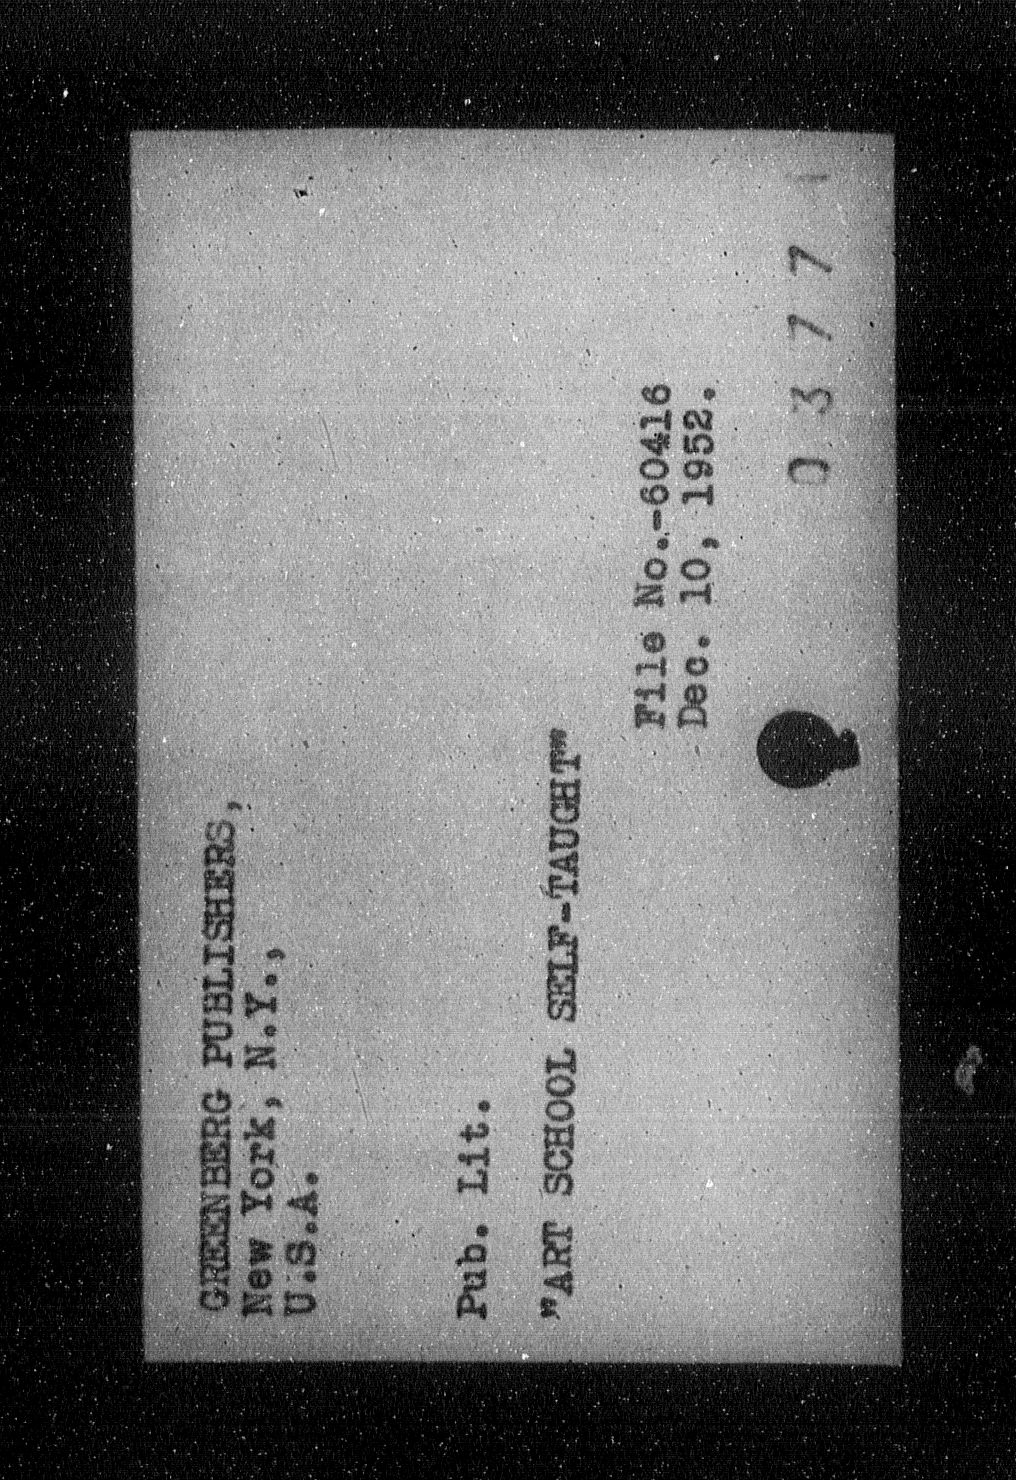 GREENBERG PUBLISHERS,
New York, N.Y.,
U.S.A.
Pub. Lit.
"ART SCHOOL SELF-TAUGHT"
File No.-60416
Dec. 10, 1952.
0377